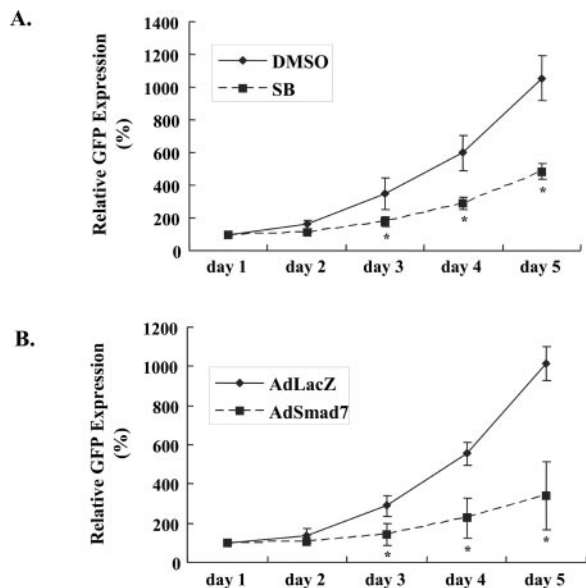 A.
Relative GFP Expression
(%)
1400
1200
1000
800
600
400
200
0
DMSO
SB
*
*
*
day 1 day 2 day 3 day 4 day 5
B.
Relative GFP Expression
(%)
1200
1000
800
600
400
200
0
AdLacZ
AdSmad7
*
*
*
day 1 day 2 day 3 day 4 day 5